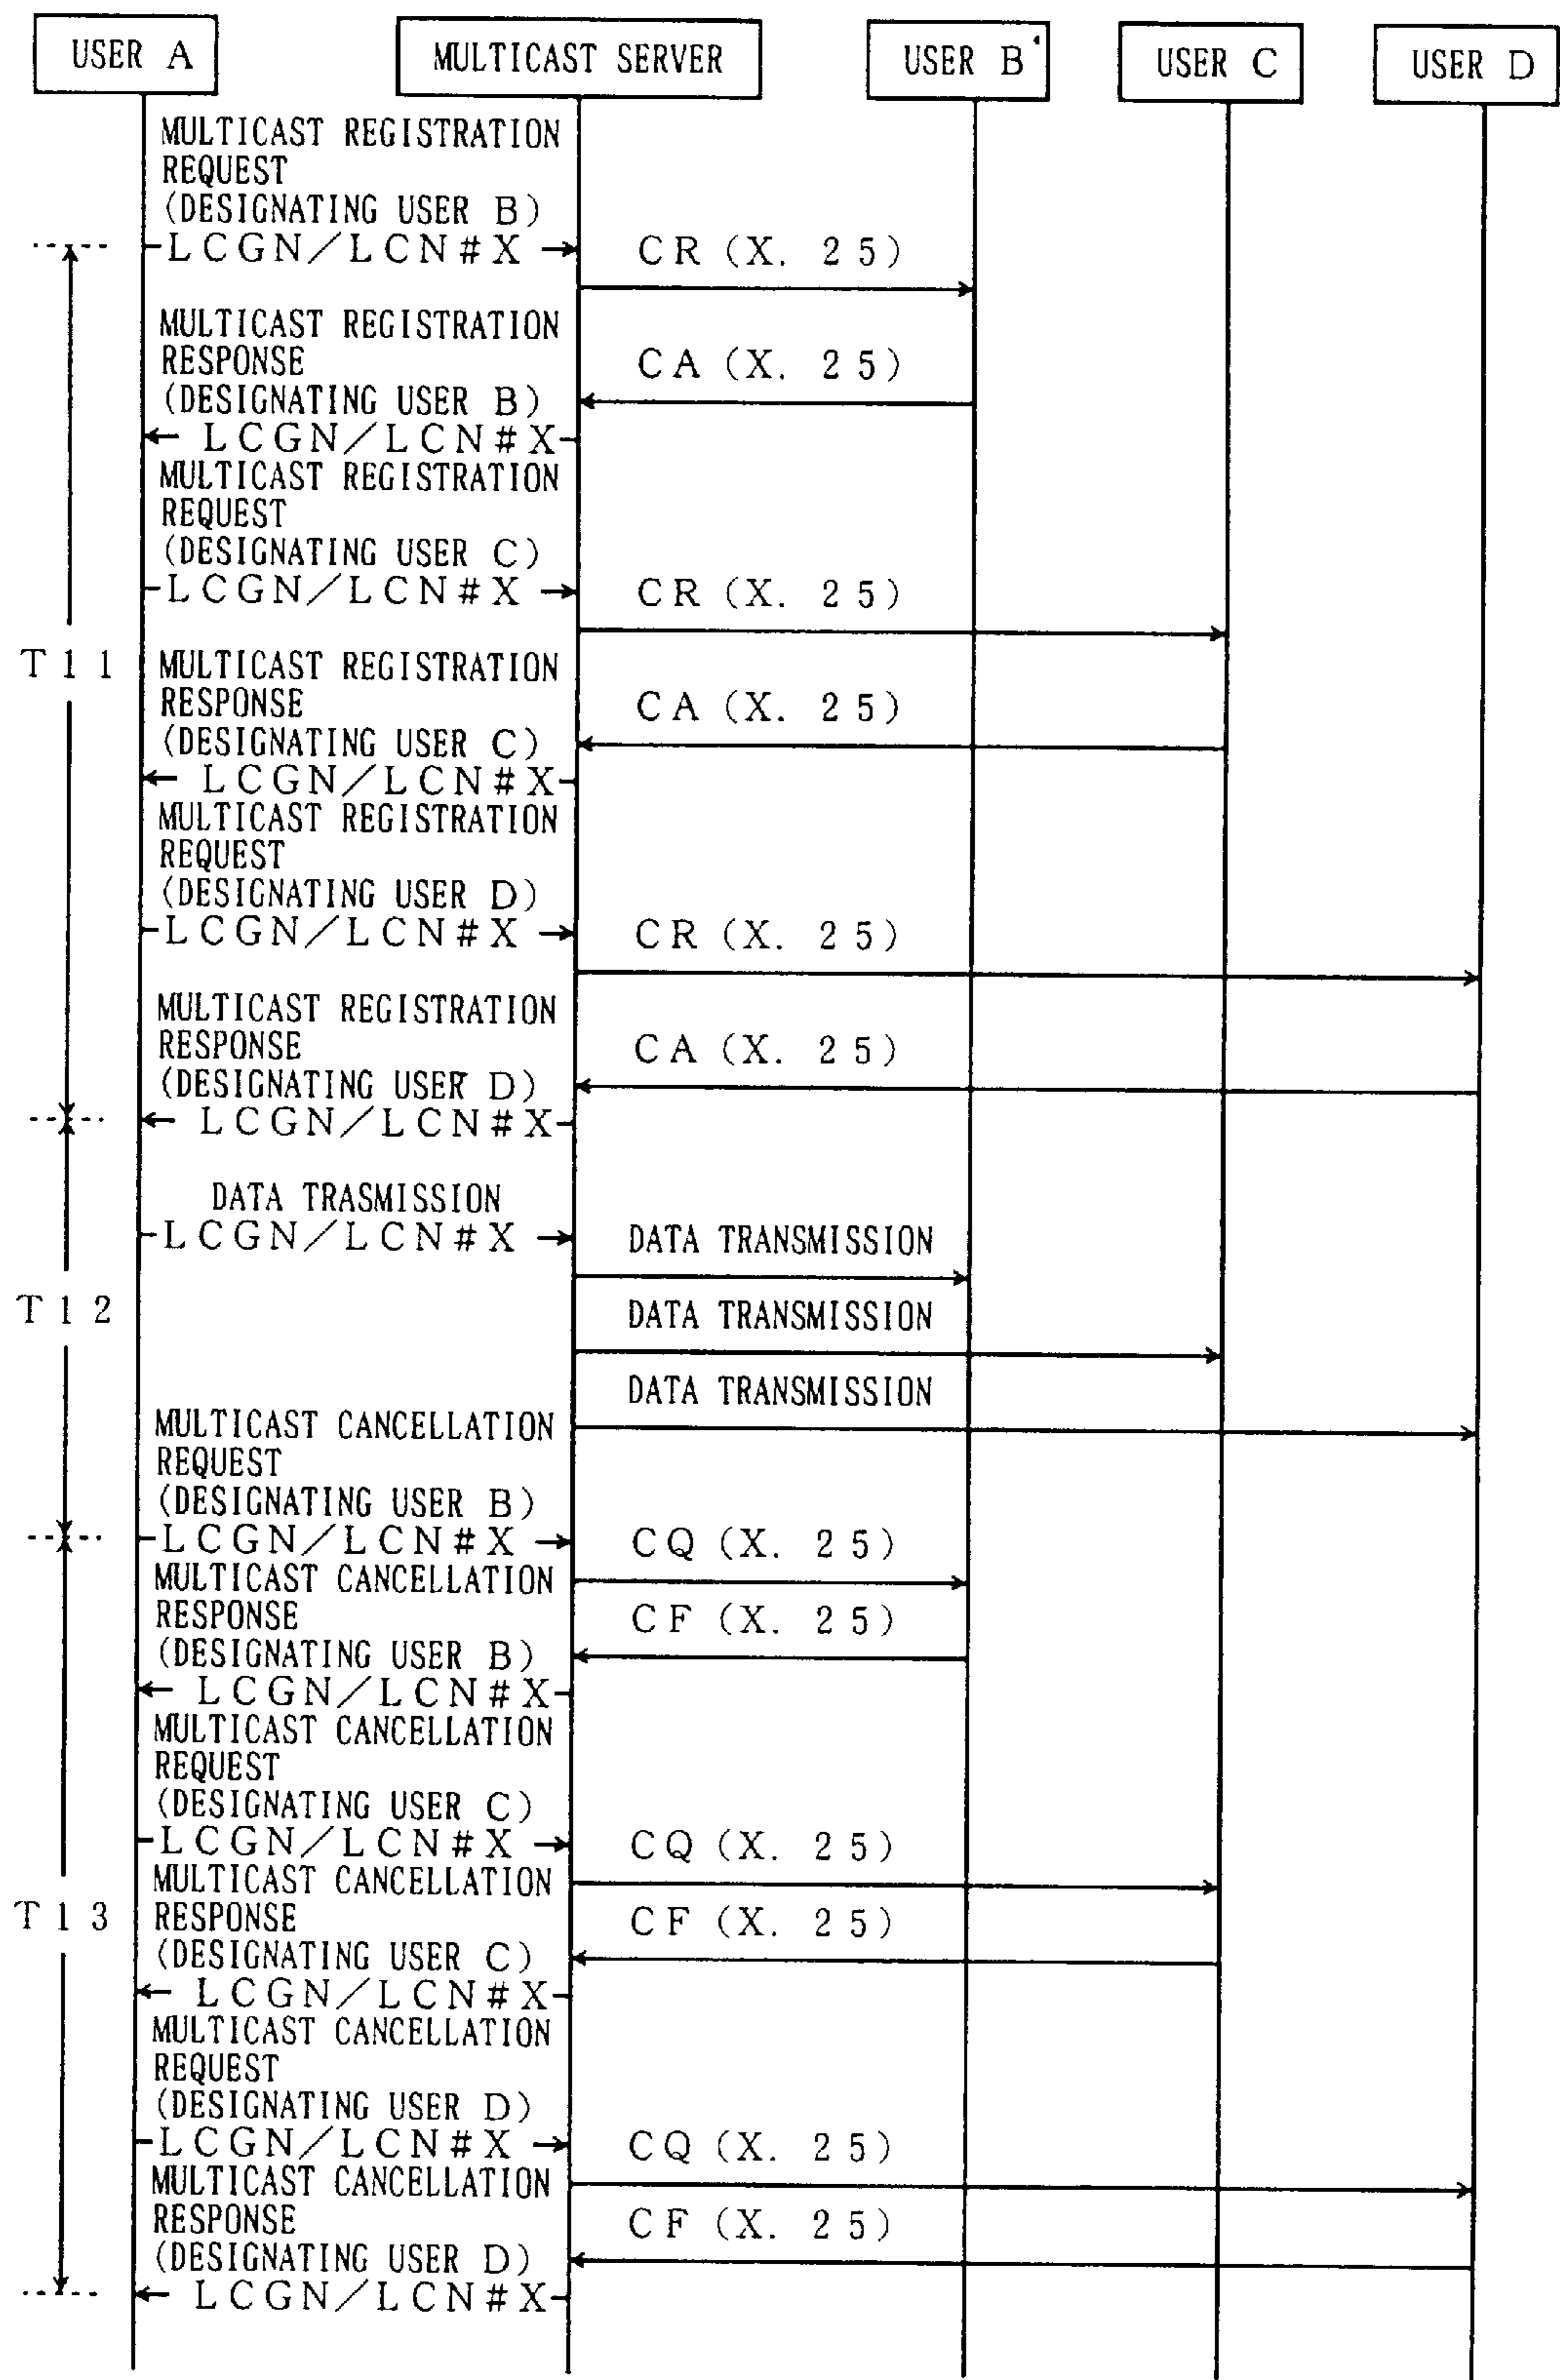 USER A
MULTICAST SERVER
USER B
USER C
USER D
MULTICAST REGISTRATION
REQUEST
(DESIGNATING USER B)
LCGN/LCN#X
CR (X. 25)
MULTICAST REGISTRATION
RESPONSE
(DESIGNATING USER B)
LCGN/LCN#X
CA (X. 25)
MULTICAST REGISTRATION
REQUEST
(DESIGNATING USER C)
LCGN/LCN#X
CR (X. 25)
T11
MULTICAST REGISTRATION
RESPONSE
(DESIGNATING USER C)
LCGN/LCN#X
CA (X. 25)
MULTICAST REGISTRATION
REQUEST
(DESIGNATING USER D)
LCGN/LCN#X
CR (X. 25)
MULTICAST REGISTRATION
RESPONSE
(DESIGNATING USER D)
LCGN/LCN#X
CA (X. 25)
DATA TRASMISSION
LCGN/LCN#X
DATA TRANSMISSION
T12
DATA TRANSMISSION
DATA TRANSMISSION
MULTICAST CANCELLATION
REQUEST
(DESIGNATING USER B)
LCGN/LCN#X
CQ (X. 25)
MULTICAST CANCELLATION
RESPONSE
(DESIGNATING USER B)
LCGN/LCN#X
CF (X. 25)
MULTICAST CANCELLATION
REQUEST
(DESIGNATING USER C)
LCGN/LCN#X
CQ (X. 25)
T13
MULTICAST CANCELLATION
RESPONSE
(DESIGNATING USER C)
LCGN/LCN#X
CF (X. 25)
MULTICAST CANCELLATION
REQUEST
(DESIGNATING USER D)
LCGN/LCN#X
CQ (X. 25)
MULTICAST CANCELLATION
RESPONSE
(DESIGNATING USER D)
LCGN/LCN#X
CF (X. 25)